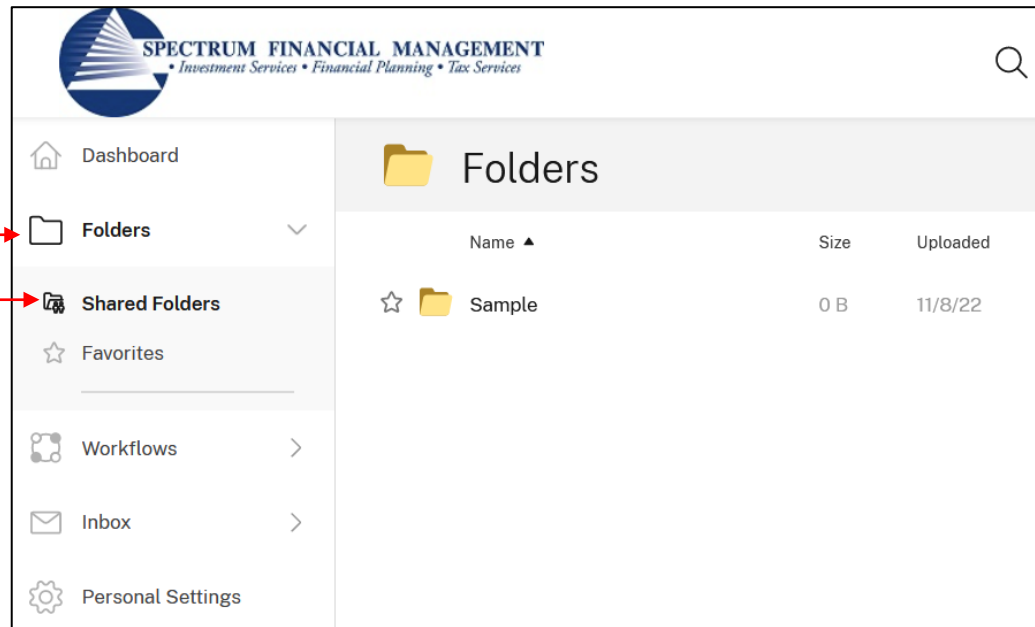 SPECTRUM FINANCIAL MANAGEMENT
• Investment Services • Financial Planning • Tax Services
Dashboard
Folders
Shared Folders
Favorites
Workflows
Inbox
Personal Settings
Folders
Name ▲ Size Uploaded
Sample 0 B 11/8/22